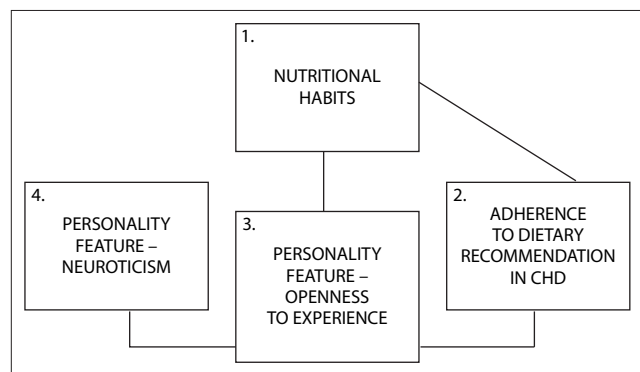 1.
NUTRITIONAL
HABITS
4.
PERSONALITY
FEATURE –
NEUROTICISM
3.
PERSONALITY
FEATURE –
OPENNESS
TO EXPERIENCE
2.
ADHERENCE
TO DIETARY
RECOMMENDATION
IN CHD